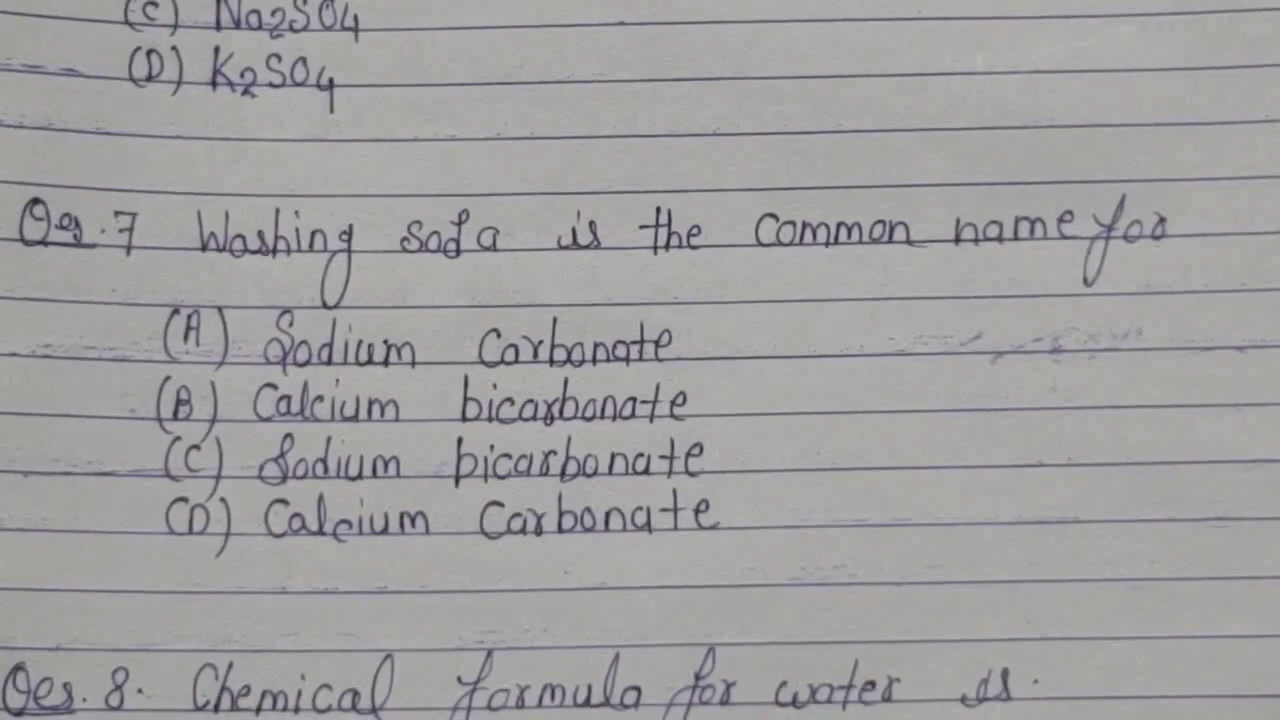 (C) Na2SO4
(D) K2SO4
Qes.7 Washing soda is the common name for
(A) Sodium Carbonate
(B) Calcium bicarbonate
(C) Sodium bicarbonate
(D) Calcium Carbonate
Qes. 8. Chemical formula for water is.